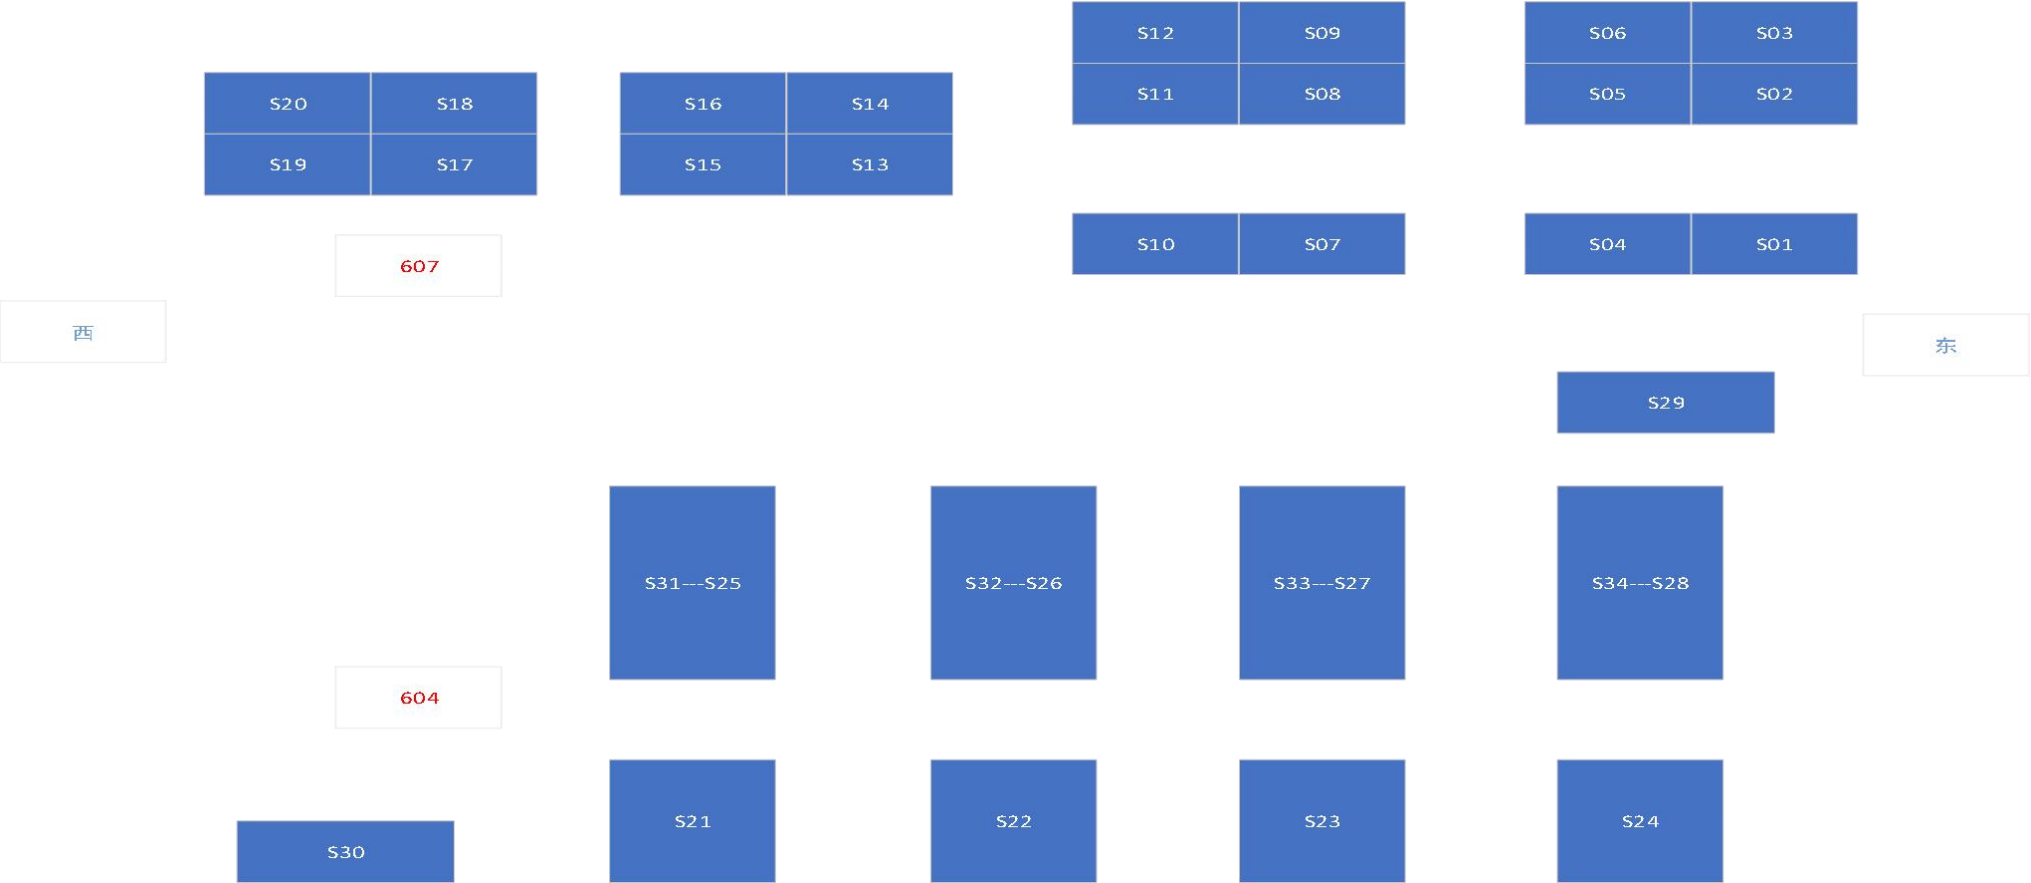 S12 S09 S06 S03
S20 S18 S16 S14 S11 S08 S05 S02
S19 S17 S15 S13
S10 S07 S04 S01
607
西
东
S29
S31---S25 S32---S26 S33---S27 S34---S28
604
S21 S22 S23 S24
S30